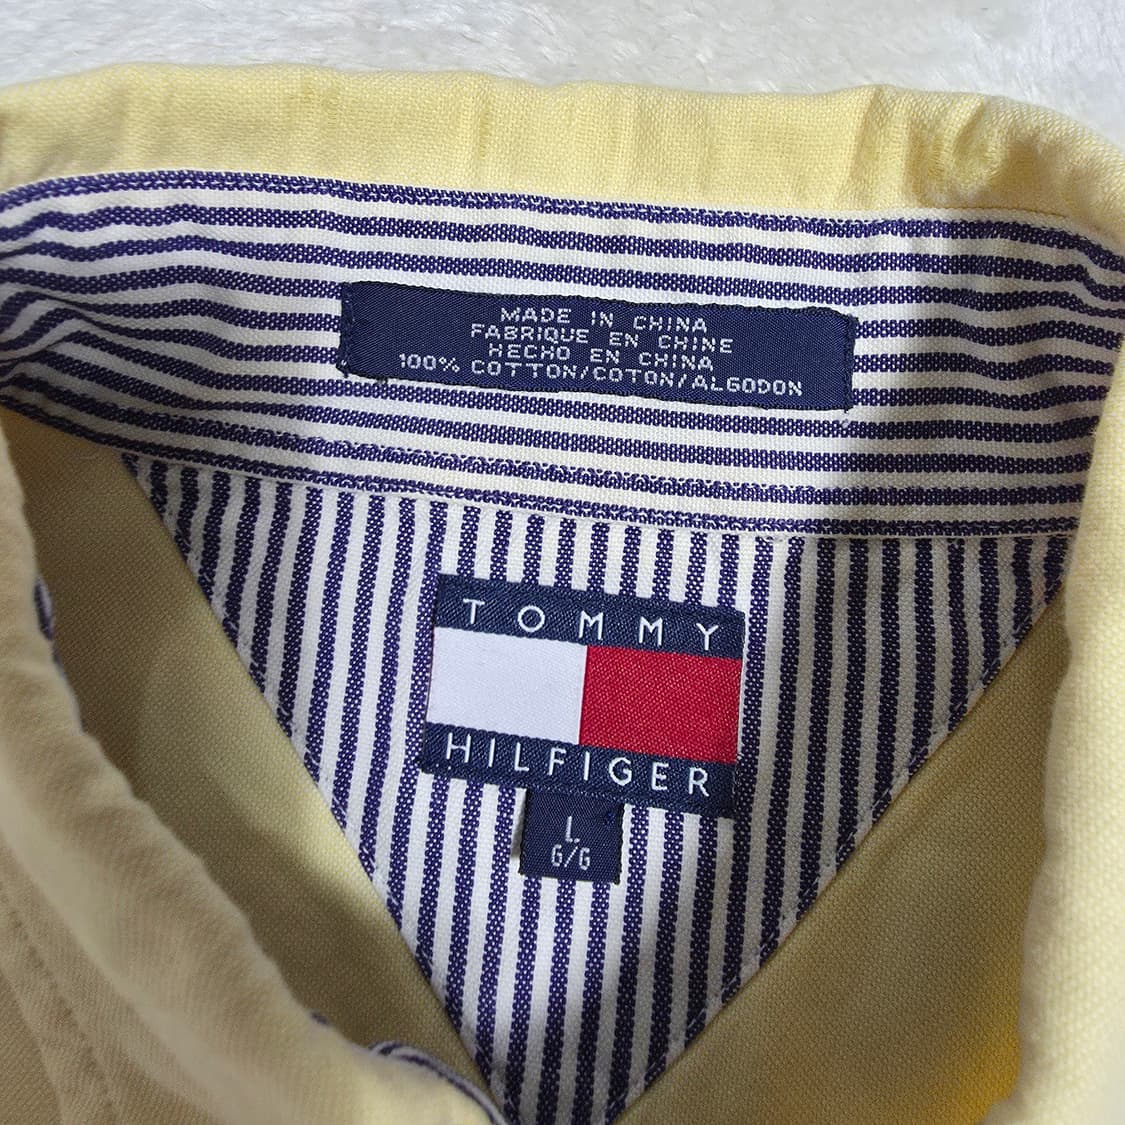 MADE IN CHINA
FABRIQUE EN CHINE
HECHO EN CHINA
100% COTTON/COTON/ALGODON
TOMMY
HILFIGER
L
G/G